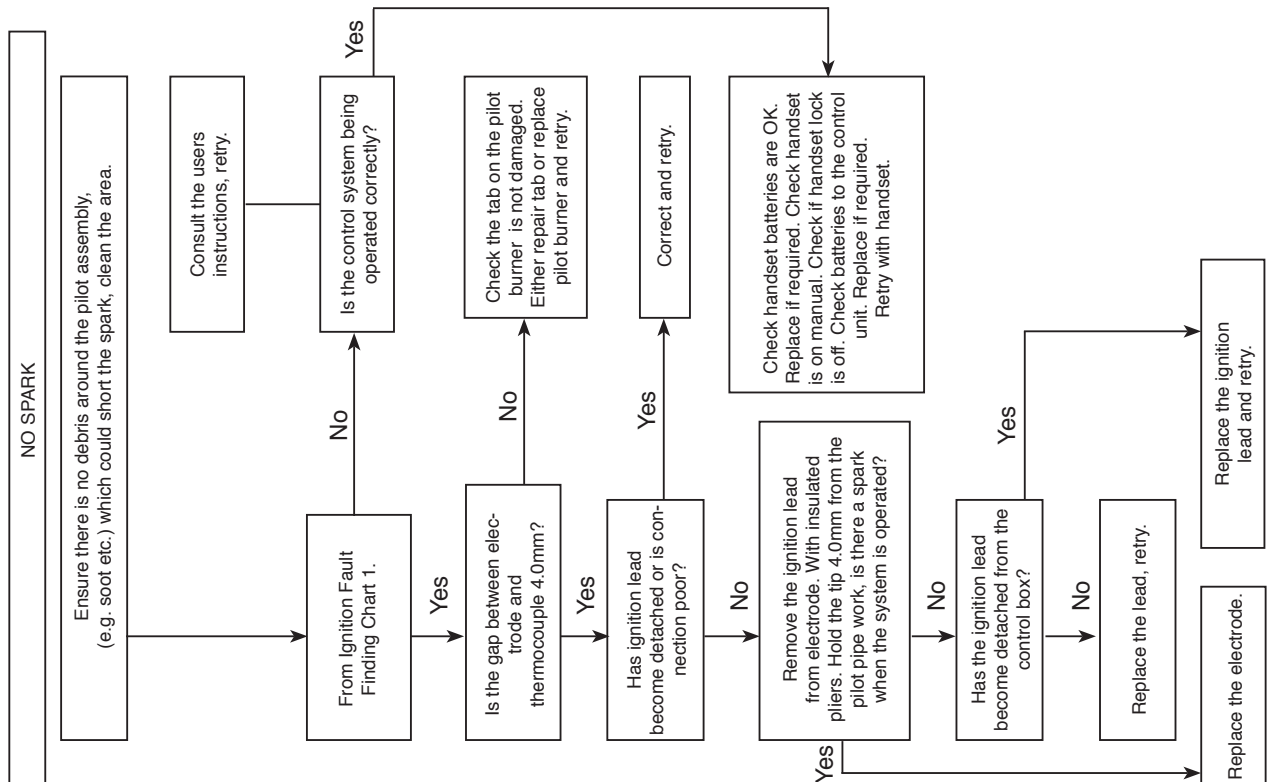 NO SPARK
Ensure there is no debris around the pilot assembly,
(e.g. soot etc.) which could short the spark, clean the area.
Consult the users
instructions, retry.
From Ignition Fault
Finding Chart 1.
No
Is the control system being
operated correctly?
Yes
Yes
Is the gap between elec-
trode and
thermocouple 4.0mm?
No
Check the tab on the pilot
burner is not damaged.
Either repair tab or replace
pilot burner and retry.
Yes
Has ignition lead
become detached or is con-
nection poor?
Yes
Correct and retry.
No
Remove the ignition lead
from electrode. With insulated
pliers. Hold the tip 4.0mm from the
pilot pipe work, is there a spark
when the system is operated?
Check handset batteries are OK.
Replace if required. Check handset
is on manual. Check if handset lock
is off. Check batteries to the control
unit. Replace if required.
Retry with handset.
Yes
No
Has the ignition lead
become detached from the
control box?
Yes
No
Replace the lead, retry.
Replace the electrode.
Replace the ignition
lead and retry.